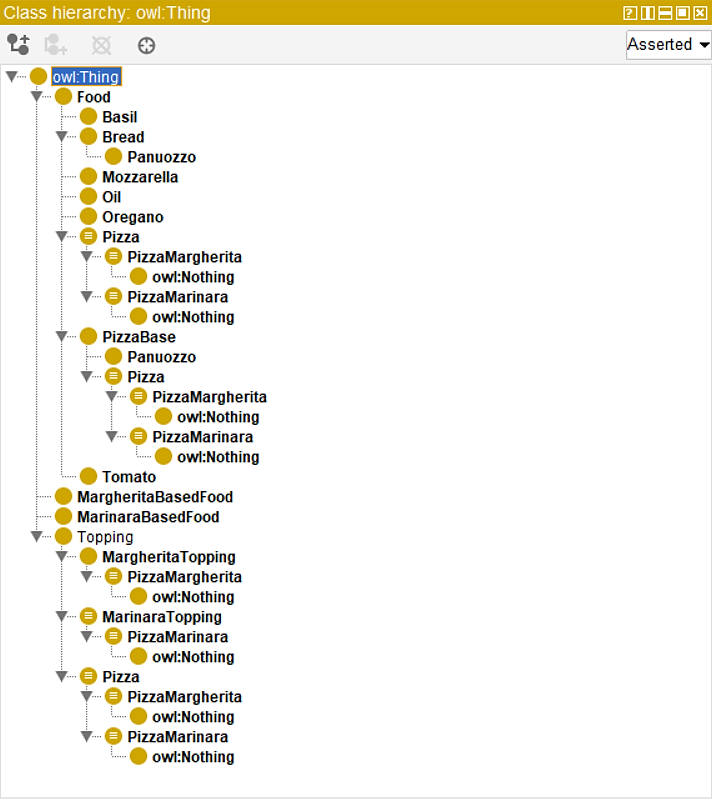 Class hierarchy: owl:Thing
Asserted
owl:Thing
Food
Basil
Bread
Panuozzo
Mozzarella
Oil
Oregano
Pizza
PizzaMargherita
owl:Nothing
PizzaMarinara
owl:Nothing
PizzaBase
Panuozzo
Pizza
PizzaMargherita
owl:Nothing
PizzaMarinara
owl:Nothing
Tomato
MargheritaBasedFood
MarinaraBasedFood
Topping
MargheritaTopping
PizzaMargherita
owl:Nothing
MarinaraTopping
PizzaMarinara
owl:Nothing
Pizza
PizzaMargherita
owl:Nothing
PizzaMarinara
owl:Nothing